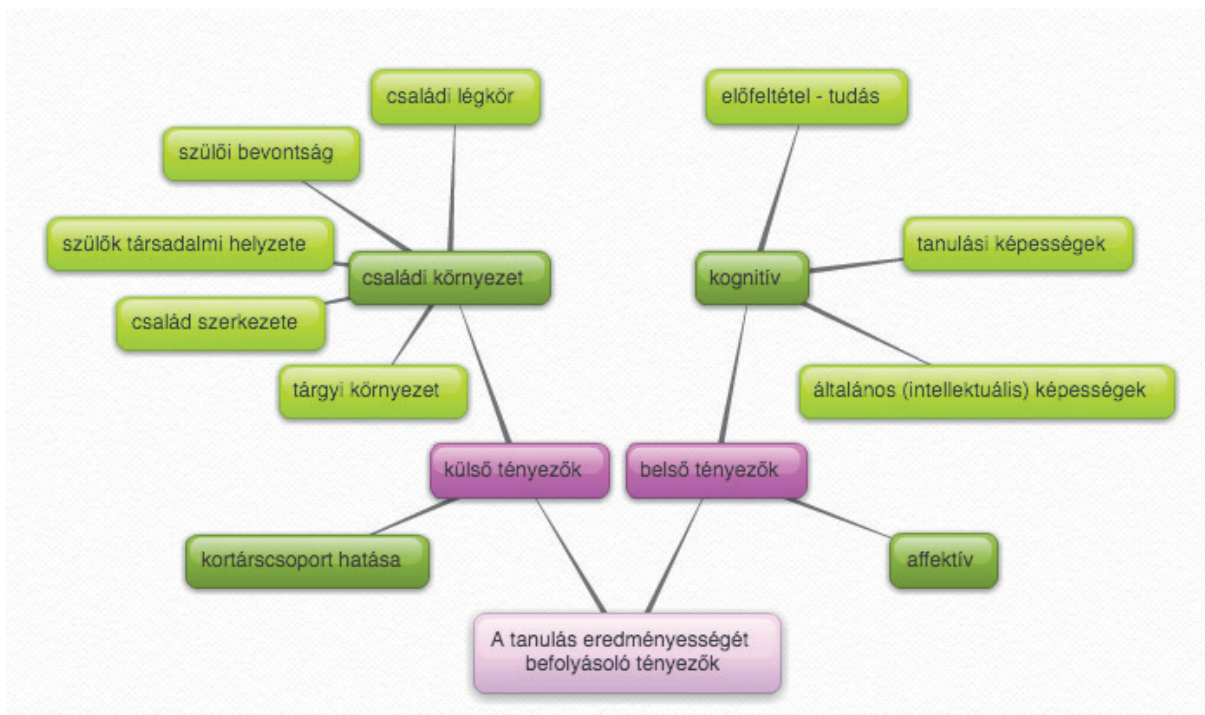 családi légkör
előfeltétel - tudás
szülői bevontság
szülők társadalmi helyzete
tanulási képességek
családi környezet
kognitív
család szerkezete
tárgyi környezet
általános (intellektuális) képességek
külső tényezők
belső tényezők
kortárscsoport hatása
affektív
A tanulás eredményességét
befolyásoló tényezők